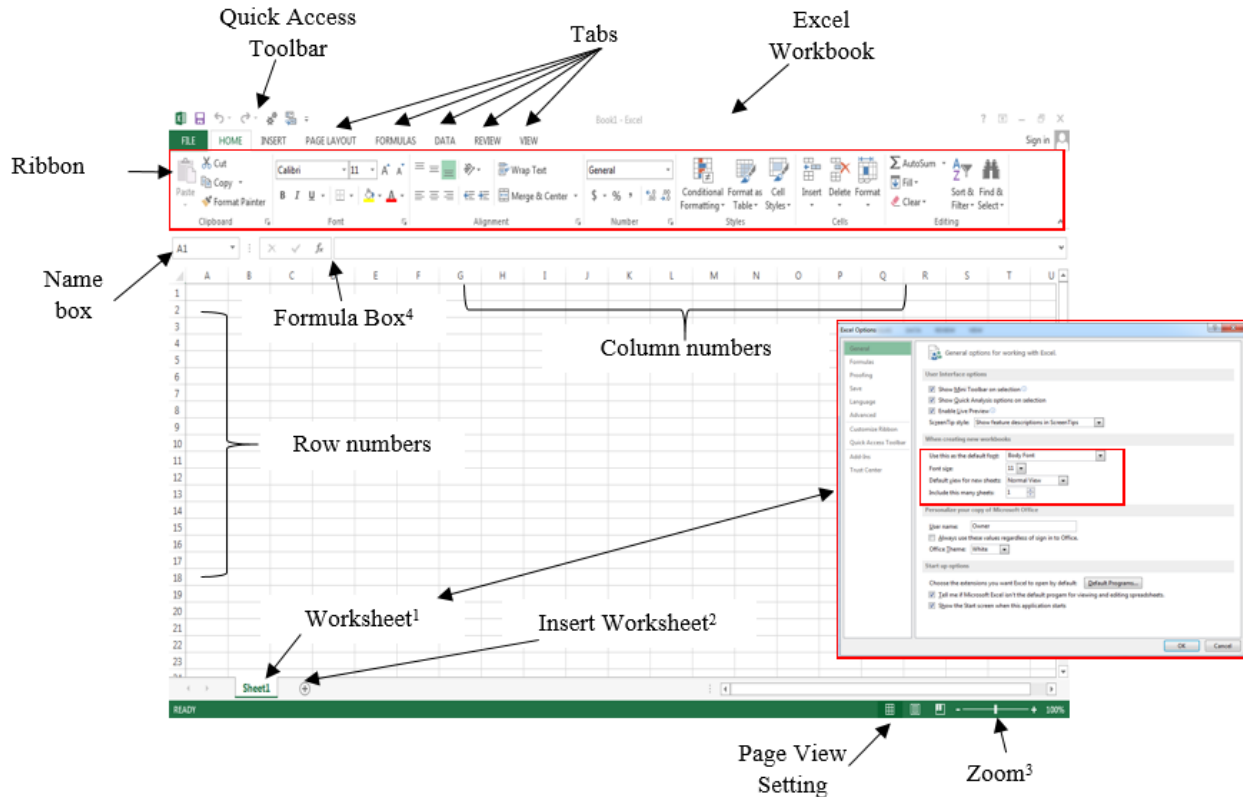 Quick Access
Toolbar
Tabs
Excel
Workbook
Book1 - Excel
FILE HOME INSERT PAGE LAYOUT FORMULAS DATA REVIEW VIEW Sign in
Ribbon
Paste
Cut
Copy
Format Painter
Clipboard
Calibri 11 A A
B I U A
Font
Wrap Text
Merge & Center
Alignment
General
$ % , .0 .00
Number
Conditional Format as Cell
Formatting Table Styles
Styles
Insert Delete Format
Cells
AutoSum
Fill
Clear
Sort & Find &
Filter Select
Editing
A1 fx
Name
box
A B C D E F G H I J K L M N O P Q R S T U
1
2
3
4
5
6
7
8
9
10
11
12
13
14
15
16
17
18
19
20
21
22
23
Formula Box4
Column numbers
Row numbers
Excel Options
General
Formulas
Proofing
Save
Language
Advanced
Customize Ribbon
Quick Access Toolbar
Add-Ins
Trust Center
General options for working with Excel.
User Interface options
Show Mini Toolbar on selection
Show Quick Analysis options on selection
Enable Live Preview
ScreenTip style: Show feature descriptions in ScreenTips
When creating new workbooks
Use this as the default font: Body Font
Font size: 11
Default view for new sheets: Normal View
Include this many sheets: 1
Personalize your copy of Microsoft Office
User name: Owner
Always use these values regardless of sign in to Office.
Office Theme: White
Start up options
Choose the extensions you want Excel to open by default: Default Programs...
Tell me if Microsoft Excel isn't the default progam for viewing and editing spreadsheets.
Show the Start screen when this application starts
OK Cancel
Worksheet1
Insert Worksheet2
Sheet1
READY 100%
Page View
Setting
Zoom3